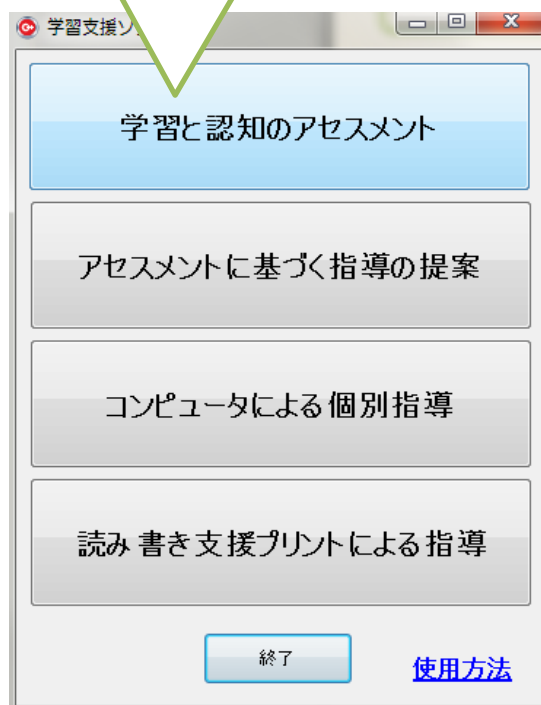 学習支援ソ
学習と認知のアセスメント
アセスメントに基づく指導の提案
コンピュータによる個別指導
読み書き支援プリントによる指導
終了
使用方法